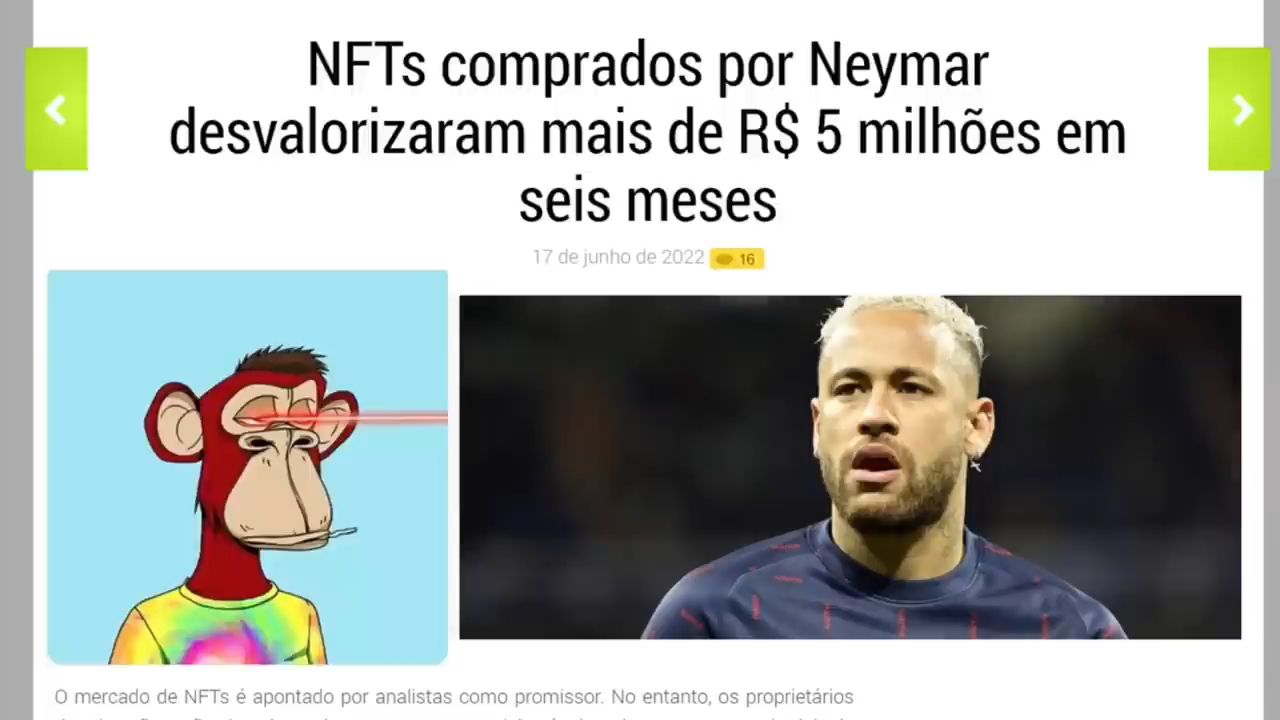 NFTs comprados por Neymar
desvalorizaram mais de R$ 5 milhões em
seis meses
17 de junho de 2022 16
O mercado de NFTs é apontado por analistas como promissor. No entanto, os proprietários